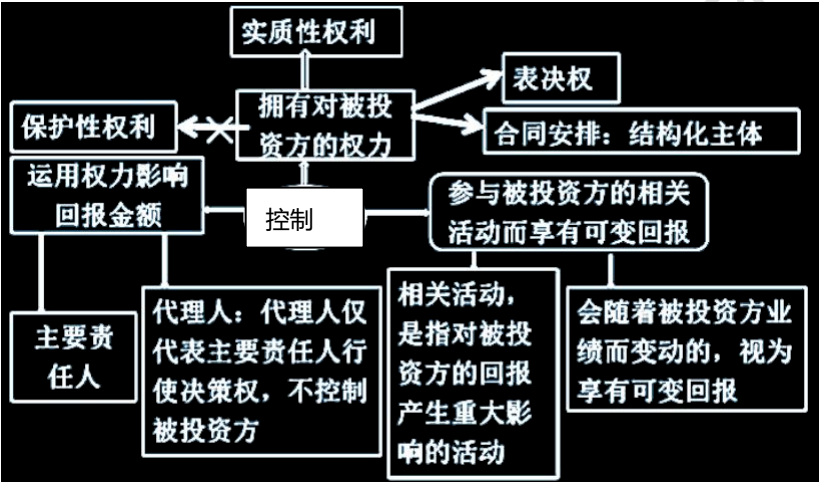 实质性权利
表决权
拥有对被投
资方的权力
保护性权利
合同安排：结构化主体
运用权力影响
回报金额
控制
参与被投资方的相关
活动而享有可变回报
主要责
任人
代理人：代理人仅
代表主要责任人行
使决策权，不控制
被投资方
相关活动，
是指对被投
资方的回报
产生重大影
响的活动
会随着被投资方业
绩而变动的，视为
享有可变回报